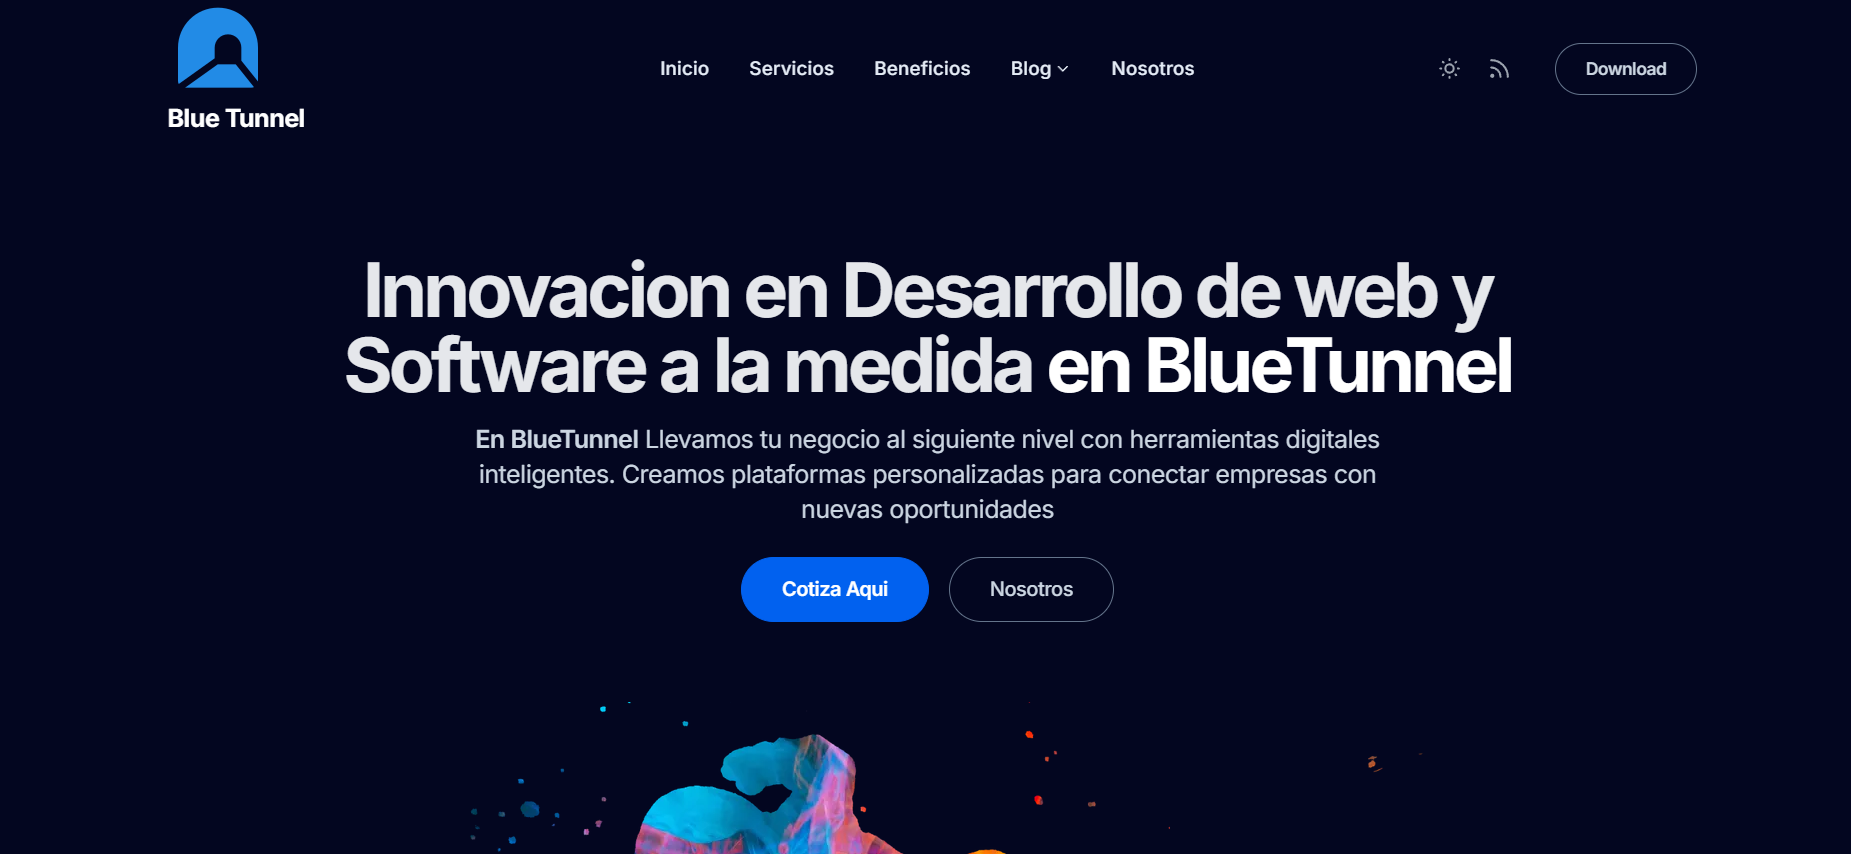 Blue Tunnel
Inicio Servicios Beneficios Blog Nosotros Download
Innovacion en Desarrollo de web y
Software a la medida en BlueTunnel
En BlueTunnel Llevamos tu negocio al siguiente nivel con herramientas digitales
inteligentes. Creamos plataformas personalizadas para conectar empresas con
nuevas oportunidades
Cotiza Aqui Nosotros